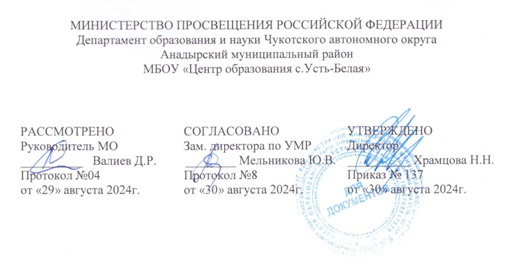 МИНИСТЕРСТВО ПРОСВЕЩЕНИЯ РОССИЙСКОЙ ФЕДЕРАЦИИ
Департамент образования и науки Чукотского автономного округа
Анадырский муниципальный район
МБОУ «Центр образования с.Усть-Белая»
РАССМОТРЕНО
Руководитель МО
Валиев Д.Р.
Протокол №04
от «29» августа 2024г.
СОГЛАСОВАНО
Зам. директора по УМР
Мельникова Ю.В.
Протокол №8
от «30» августа 2024г.
УТВЕРЖДЕНО
Директор
Храмцова Н.Н.
Приказ № 137
от «30» августа 2024г.
ДЛЯ
ДОКУМЕНТОВ